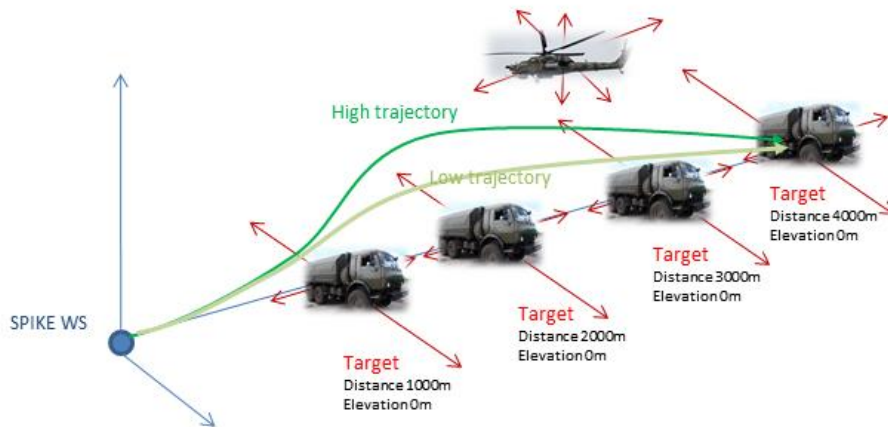 High trajectory
Low trajectory
SPIKE WS
Target
Distance 4000m
Elevation 0m
Target
Distance 3000m
Elevation 0m
Target
Distance 2000m
Elevation 0m
Target
Distance 1000m
Elevation 0m